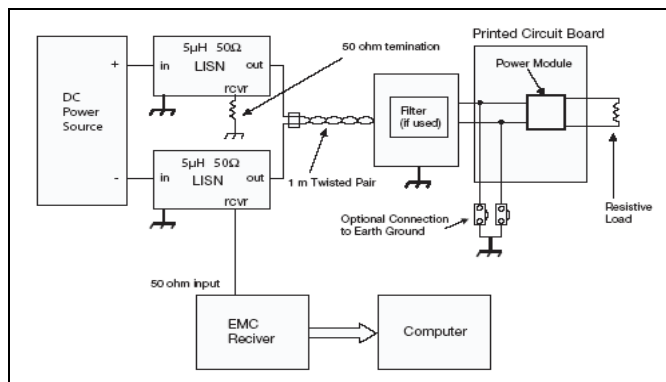 Printed Circuit Board
5µH 50Ω
in
LISN
out
rcvr
50 ohm temination
Power Module
+
DC
Power
Source
Filter
(if used)
-
5µH 50Ω
in
LISN
out
rcvr
1 m Twisted Pair
Resistive
Load
Optional Connection
to Earth Ground
50 ohm input
EMC
Reciver
Computer